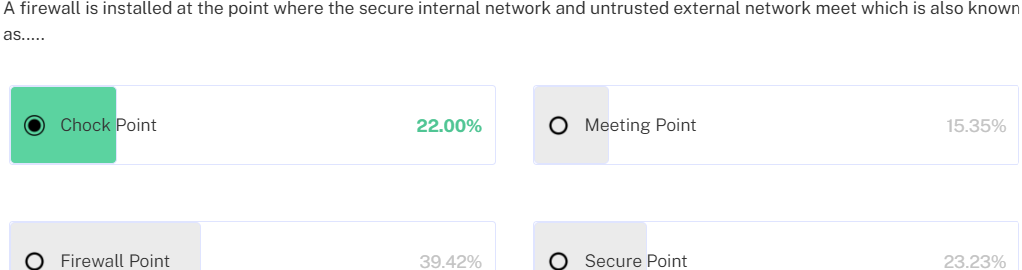 A firewall is installed at the point where the secure internal network and untrusted external network meet which is also known
as.....
Chock Point 22.00%
Meeting Point 15.35%
Firewall Point 39.42%
Secure Point 23.23%